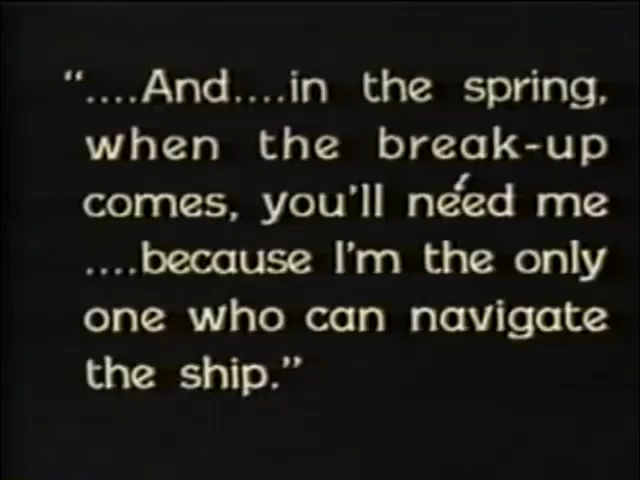 “....And....in the spring,
when the break-up
comes, you'll need me
....because I'm the only
one who can navigate
the ship.”